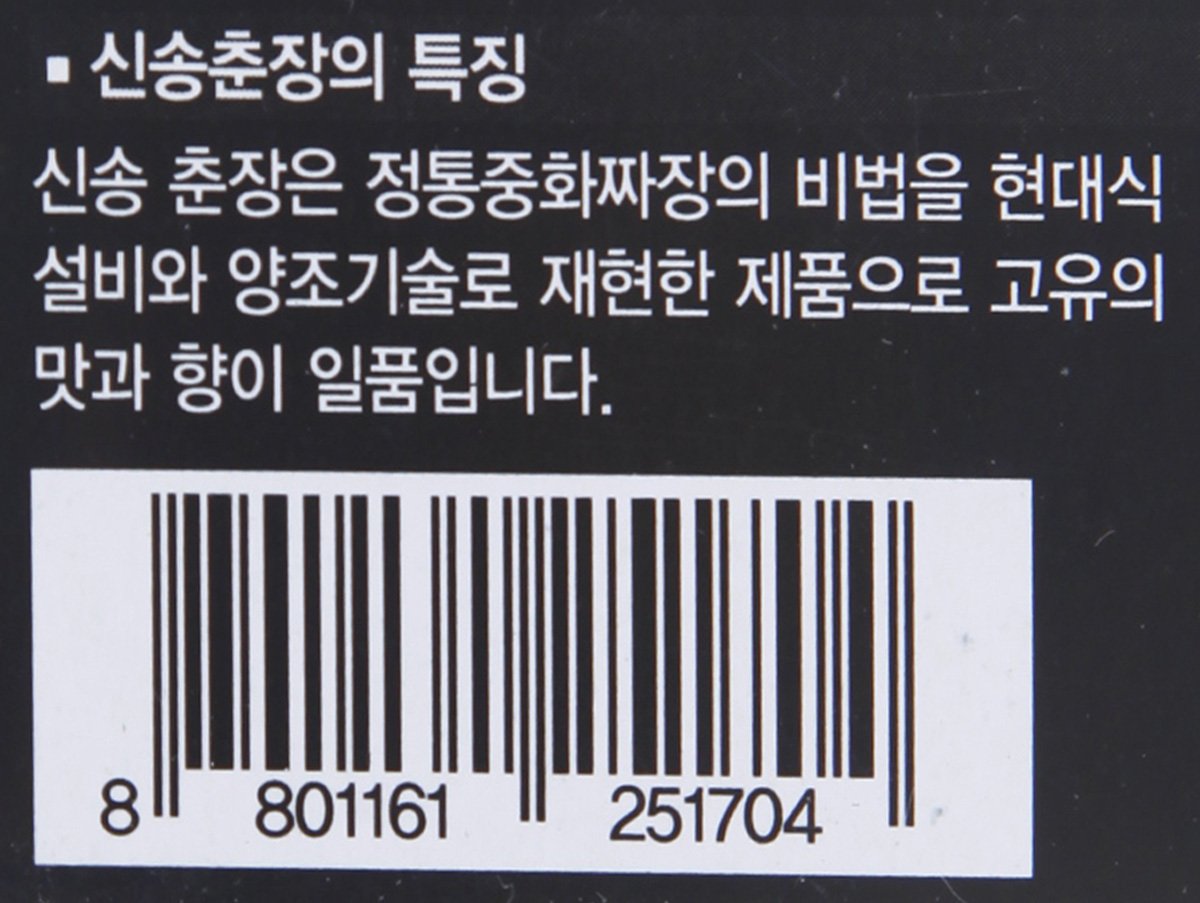 ▪ 신송춘장의 특징
신송 춘장은 정통중화짜장의 비법을 현대식
설비와 양조기술로 재현한 제품으로 고유의
맛과 향이 일품입니다.
8 801161 251704